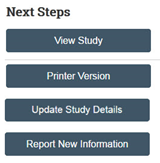 Next Steps
View Study
Printer Version
Update Study Details
Report New Information